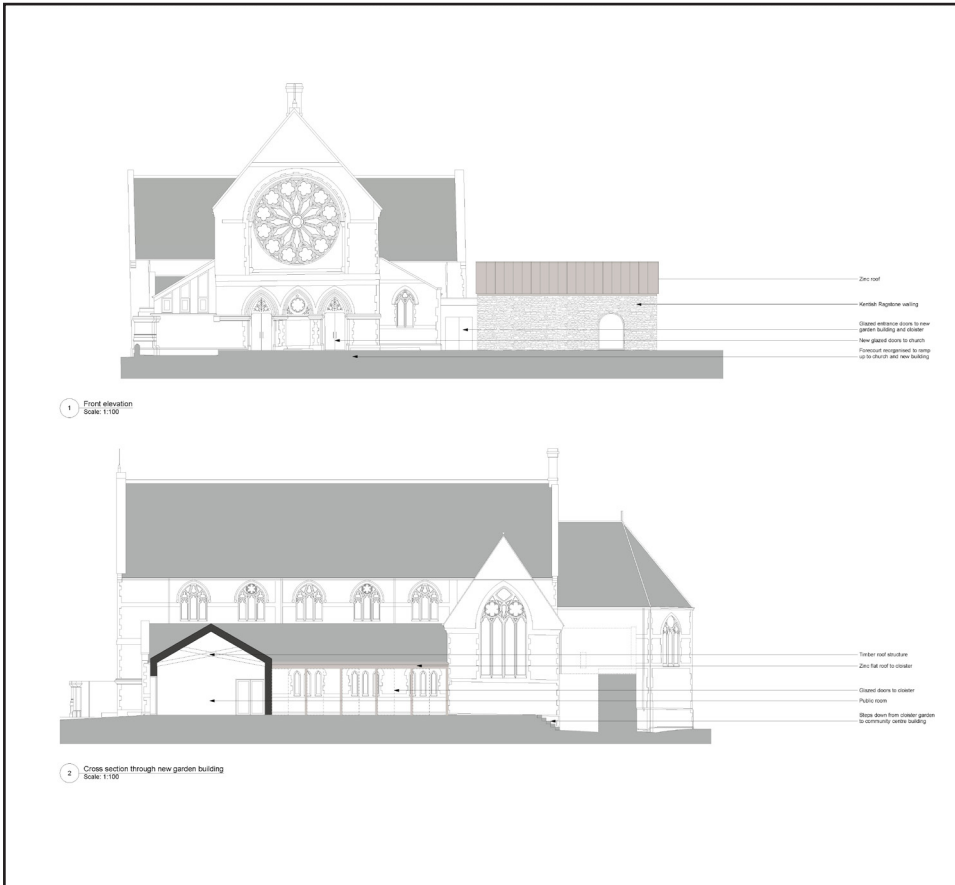 Zinc roof
Kentish Ragstone walling
Glazed entrance doors to new
garden building and cloister
New glazed doors to church
Forecourt reorganised to ramp
up to church and new building
1
Front elevation
Scale: 1:100
Timber roof structure
Zinc flat roof to cloister
Glazed doors to cloister
Public room
Steps down from cloister garden
to community centre building
2
Cross section through new garden building
Scale: 1:100